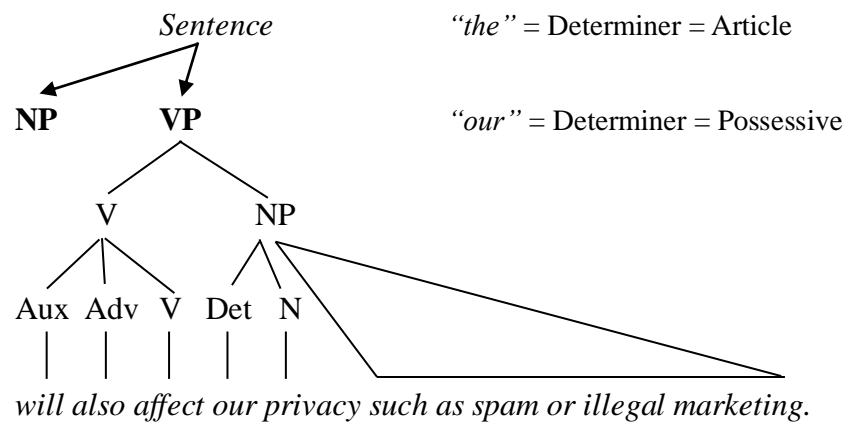 Sentence “the” = Determiner = Article
NP VP “our” = Determiner = Possessive
V NP
Aux Adv V Det N
will also affect our privacy such as spam or illegal marketing.